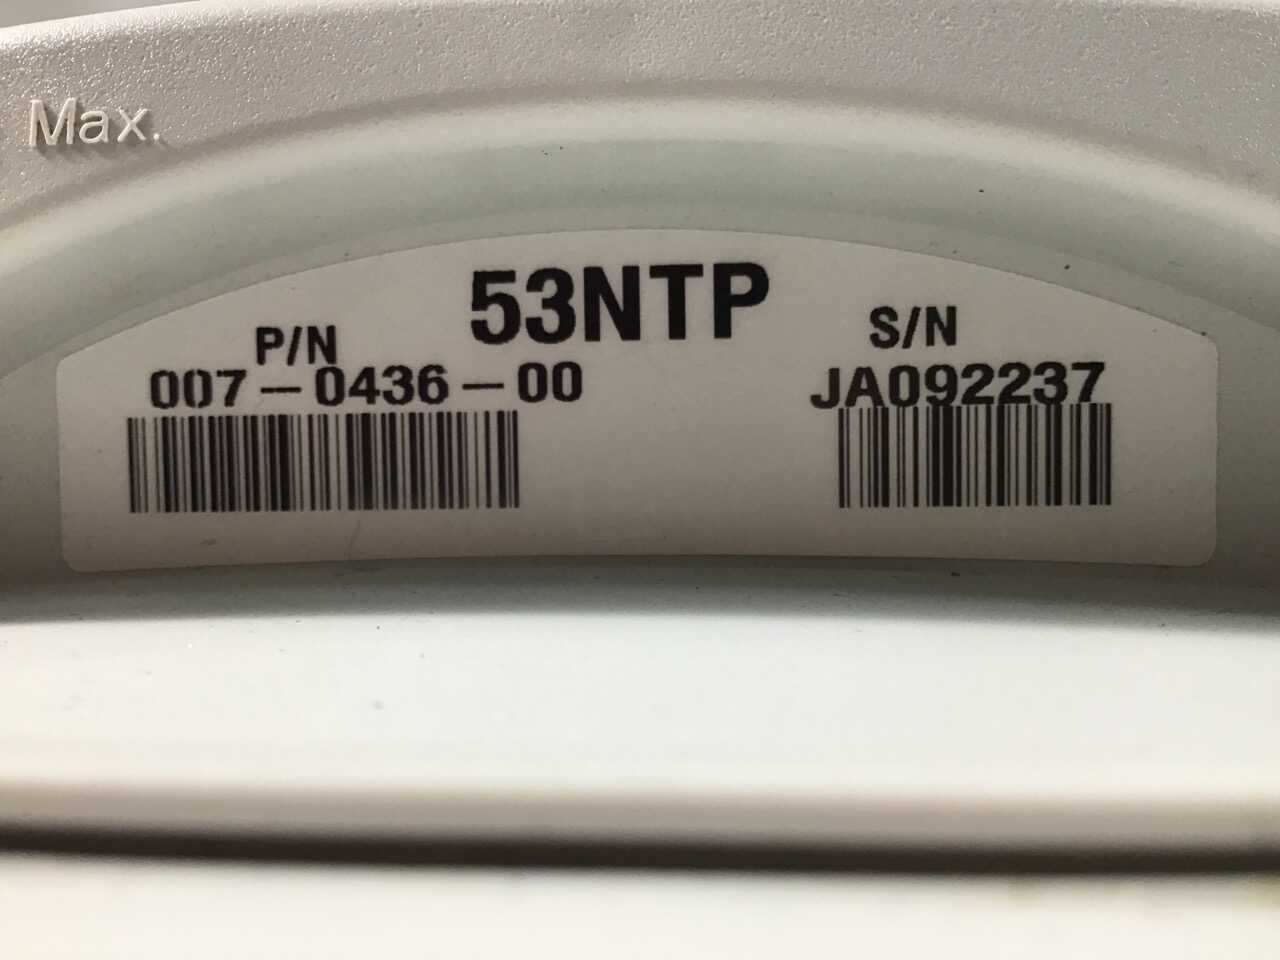 Max.
53NTP
P/N
007-0436-00
S/N
JA092237